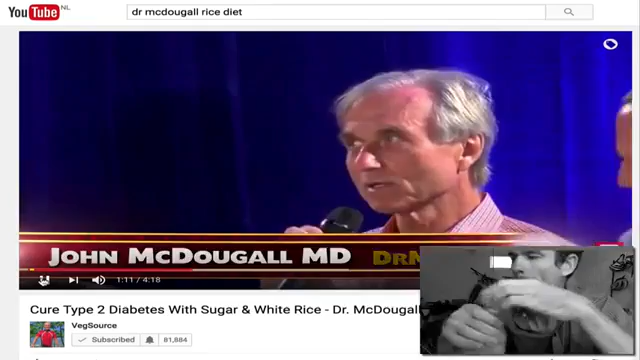 YouTube NL
dr mcdougall rice diet
JOHN MCDOUGALL MD DRM
1:11 / 4:18
Cure Type 2 Diabetes With Sugar & White Rice - Dr. McDougall
VegSource
Subscribed 81,884